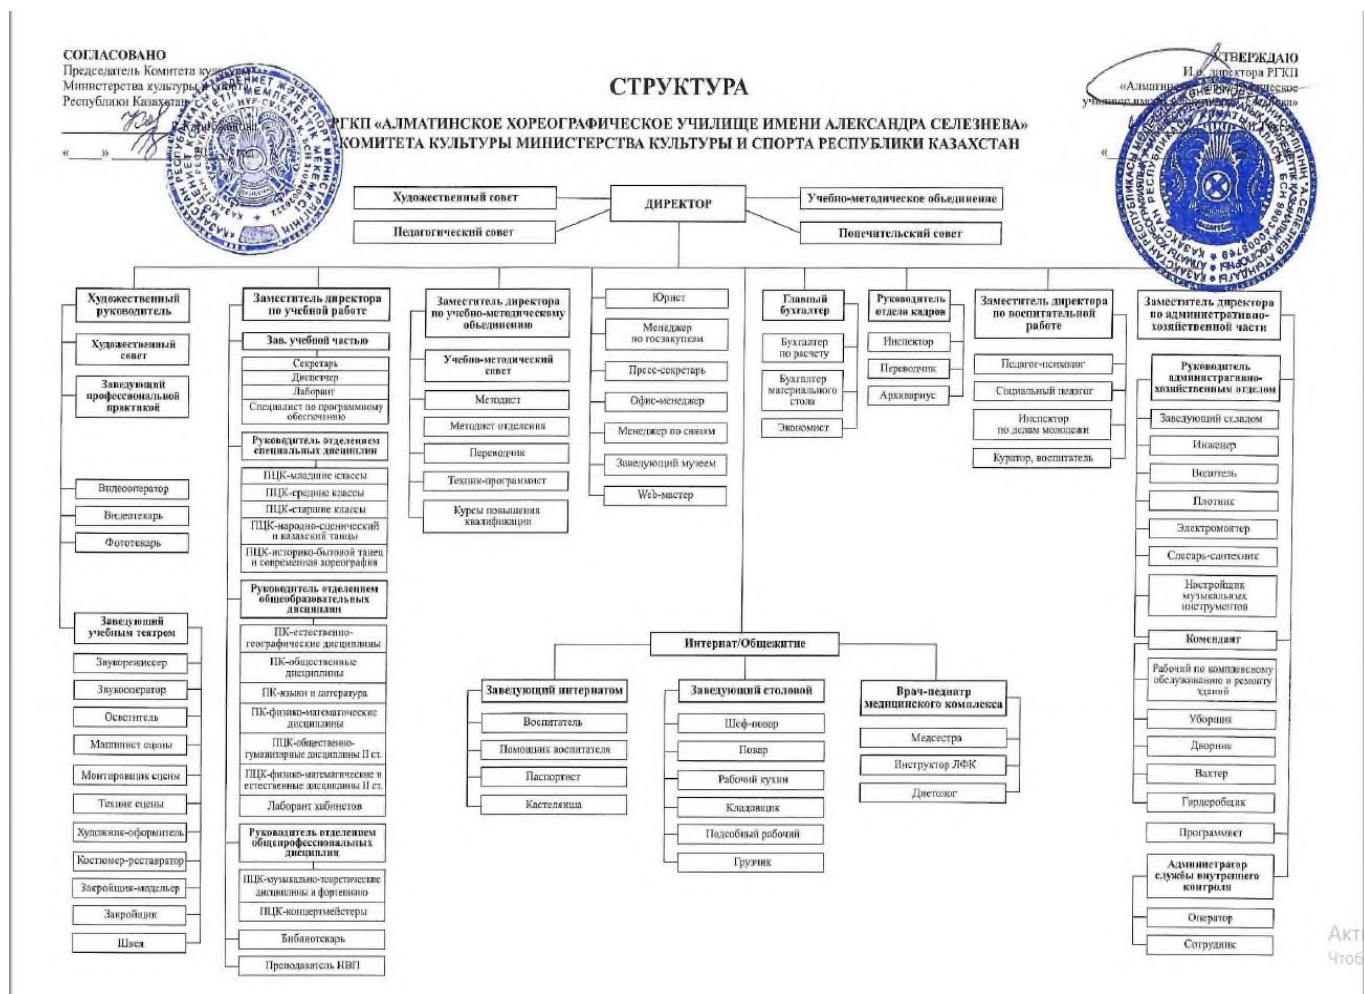 СОГЛАСОВАНО
Председатель Комитета культуры
Министерства культуры и спорта
Республики Казахстан
УТВЕРЖДАЮ
И.о. директора РГКП
«Алматинское хореографическое
СТРУКТУРА
РГКП «АЛМАТИНСКОЕ ХОРЕОГРАФИЧЕСКОЕ УЧИЛИЩЕ ИМЕНИ АЛЕКСАНДРА СЕЛЕЗНЕВА»
КОМИТЕТА КУЛЬТУРЫ МИНИСТЕРСТВА КУЛЬТУРЫ И СПОРТА РЕСПУБЛИКИ КАЗАХСТАН
Художественный совет
Педагогический совет
ДИРЕКТОР
Учебно-методическое объединение
Попечительский совет
Художественный
руководитель
Художественный
совет
Заведующий
профессиональной
практикой
Видеооператор
Видеотекарь
Фототекарь
Заведующий
учебным театром
Звукорежиссер
Звукооператор
Осветитель
Машинист сцены
Монтировщик сцены
Техник сцены
Художник-оформитель
Костюмер-реставратор
Закройщик-модельер
Закройщик
Швея
Заместитель директора
по учебной работе
Зав. учебной частью
Секретарь
Диспетчер
Лаборант
Специалист по программному
обеспечению
Руководитель отделением
специальных дисциплин
ПЦК-младшие классы
ПЦК-средние классы
ПЦК-старшие классы
ПЦК-народно-сценический
и казахский танцы
ПЦК-историко-бытовой танец
и современная хореография
Руководитель отделением
общеобразовательных
дисциплин
ПК-естественно-
географические дисциплины
ПК-общественные
дисциплины
ПК-языки и литература
ПК-физико-математические
дисциплины
ПЦК-общественно-
гуманитарные дисциплины II ст.
ПЦК-физико-математические и
естественные дисциплины II ст.
Лаборант кабинетов
Руководитель отделением
общепрофессиональных
дисциплин
ПЦК-музыкально-теоретические
дисциплины и фортепиано
ПЦК-концертмейстеры
Библиотекарь
Преподаватель НВП
Заместитель директора
по учебно-методическому
объединению
Учебно-методический
совет
Методист
Методист отделения
Переводчик
Техник-программист
Курсы повышения
квалификации
Юрист
Менеджер
по госзакупкам
Пресс-секретарь
Офис-менеджер
Менеджер по связям
Заведующий музеем
Web-мастер
Главный
бухгалтер
Бухгалтер
по расчету
Бухгалтер
материального
стола
Экономист
Руководитель
отдела кадров
Инспектор
Переводчик
Архивариус
Заместитель директора
по воспитательной
работе
Педагог-психолог
Социальный педагог
Инспектор
по делам молодежи
Куратор, воспитатель
Заместитель директора
по административно-
хозяйственной части
Руководитель
административно-
хозяйственным отделом
Заведующий складом
Инженер
Водитель
Плотник
Электромонтер
Слесарь-сантехник
Настройщик
музыкальных
инструментов
Комендант
Рабочий по комплексному
обслуживанию и ремонту
зданий
Уборщик
Дворник
Вахтер
Гардеробщик
Программист
Администратор
службы внутреннего
контроля
Оператор
Сотрудник
Интернат/Общежитие
Заведующий интернатом
Воспитатель
Помощник воспитателя
Паспортист
Кастелянша
Заведующий столовой
Шеф-повар
Повар
Рабочий кухни
Кладовщик
Подсобный рабочий
Грузчик
Врач-педиатр
медицинского комплекса
Медсестра
Инструктор ЛФК
Диетолог